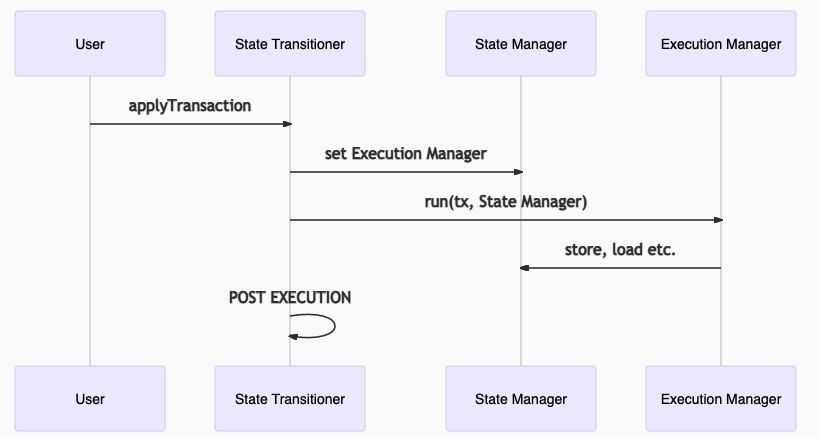 User
State Transitioner
State Manager
Execution Manager
applyTransaction
set Execution Manager
run(tx, State Manager)
store, load etc.
POST EXECUTION
User
State Transitioner
State Manager
Execution Manager